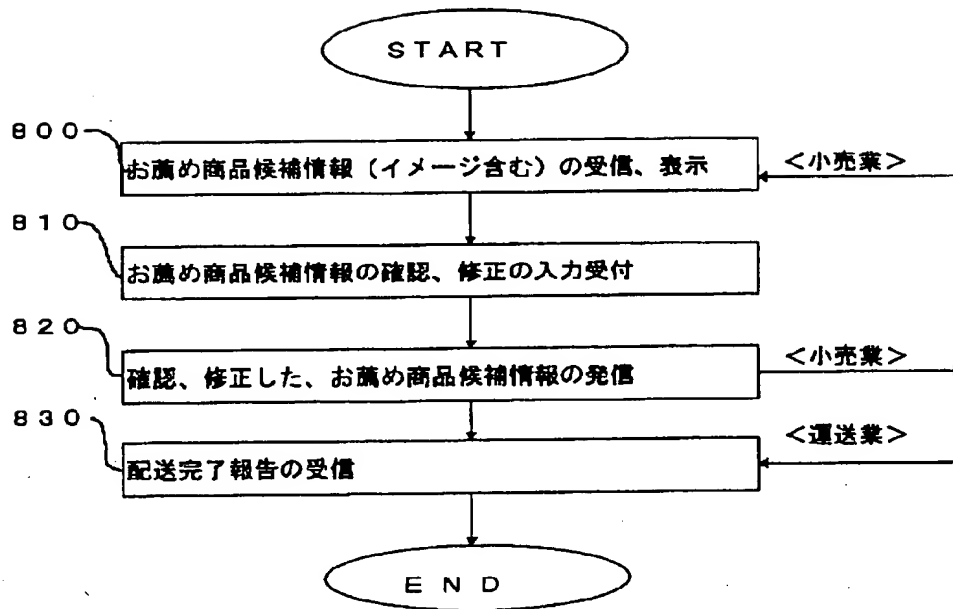 START
800
お薦め商品候補情報（イメージ含む）の受信、表示
＜小売業＞
810
お薦め商品候補情報の確認、修正の入力受付
820
確認、修正した、お薦め商品候補情報の発信
＜小売業＞
830
配送完了報告の受信
＜運送業＞
END